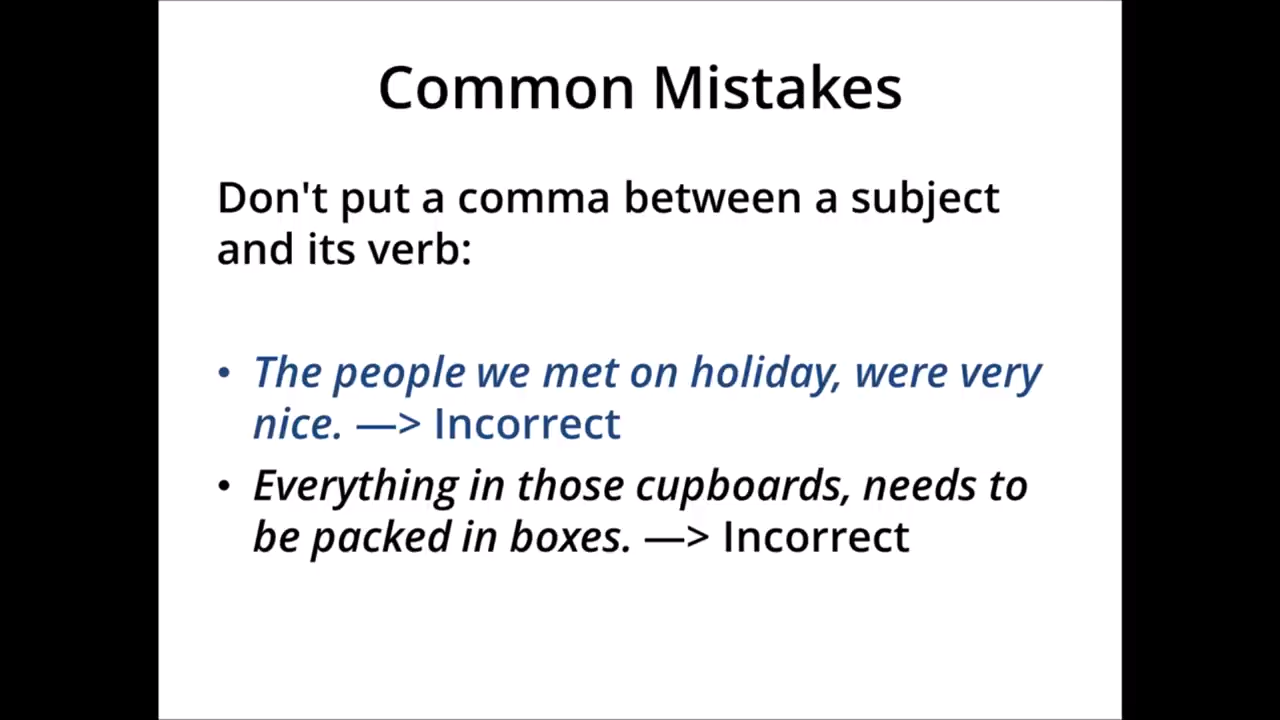 Common Mistakes
Don't put a comma between a subject
and its verb:
• The people we met on holiday, were very
nice. —> Incorrect
• Everything in those cupboards, needs to
be packed in boxes. —> Incorrect